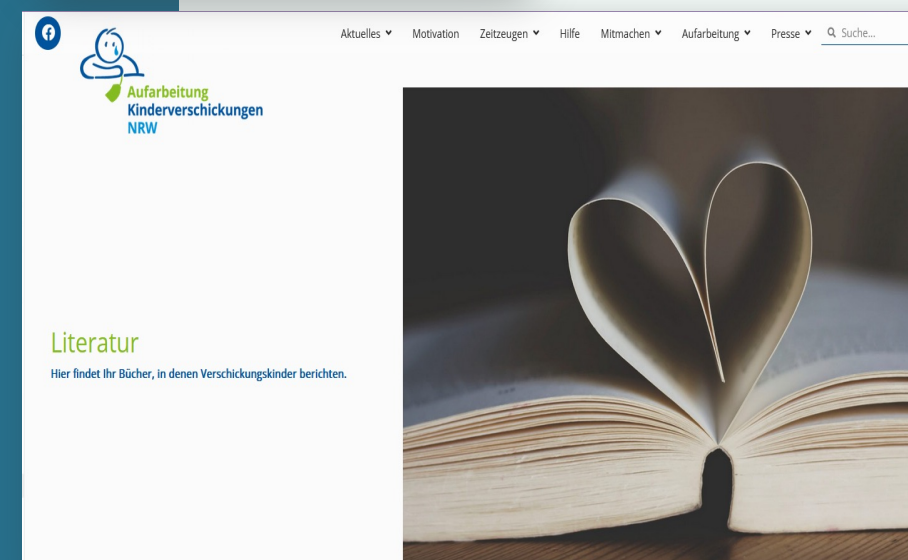 Aktuelles Motivation Zeitzeugen Hilfe Mitmachen Aufarbeitung Presse Suche...
Aufarbeitung
Kinderverschickungen
NRW
Literatur
Hier findet Ihr Bücher, in denen Verschickungskinder berichten.